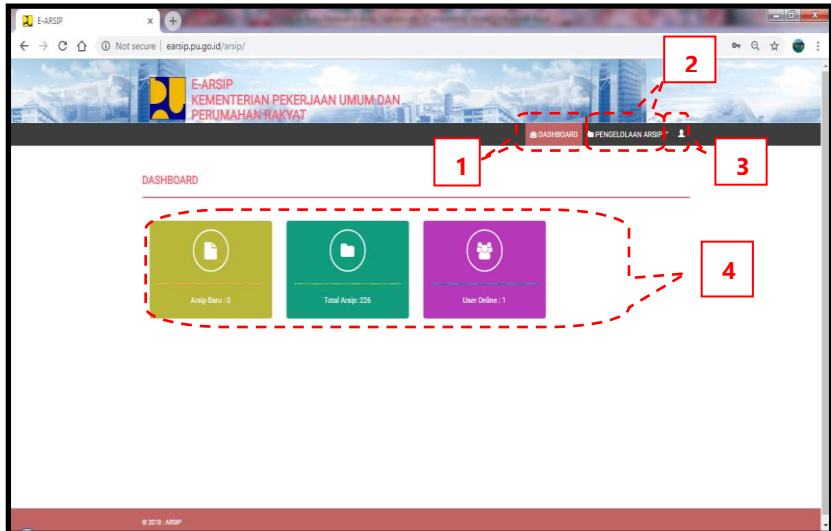 E-ARSIP
Not secure earsip.pu.go.id/arsip/
E-ARSIP
KEMENTERIAN PEKERJAAN UMUM DAN
PERUMAHAN RAKYAT
2
DASHBOARD PENGELOLAAN ARSIP
1
3
DASHBOARD
Arsip Baru : 0 Total Arsip: 226 User Online : 1
4
© 2018 : ARSIP